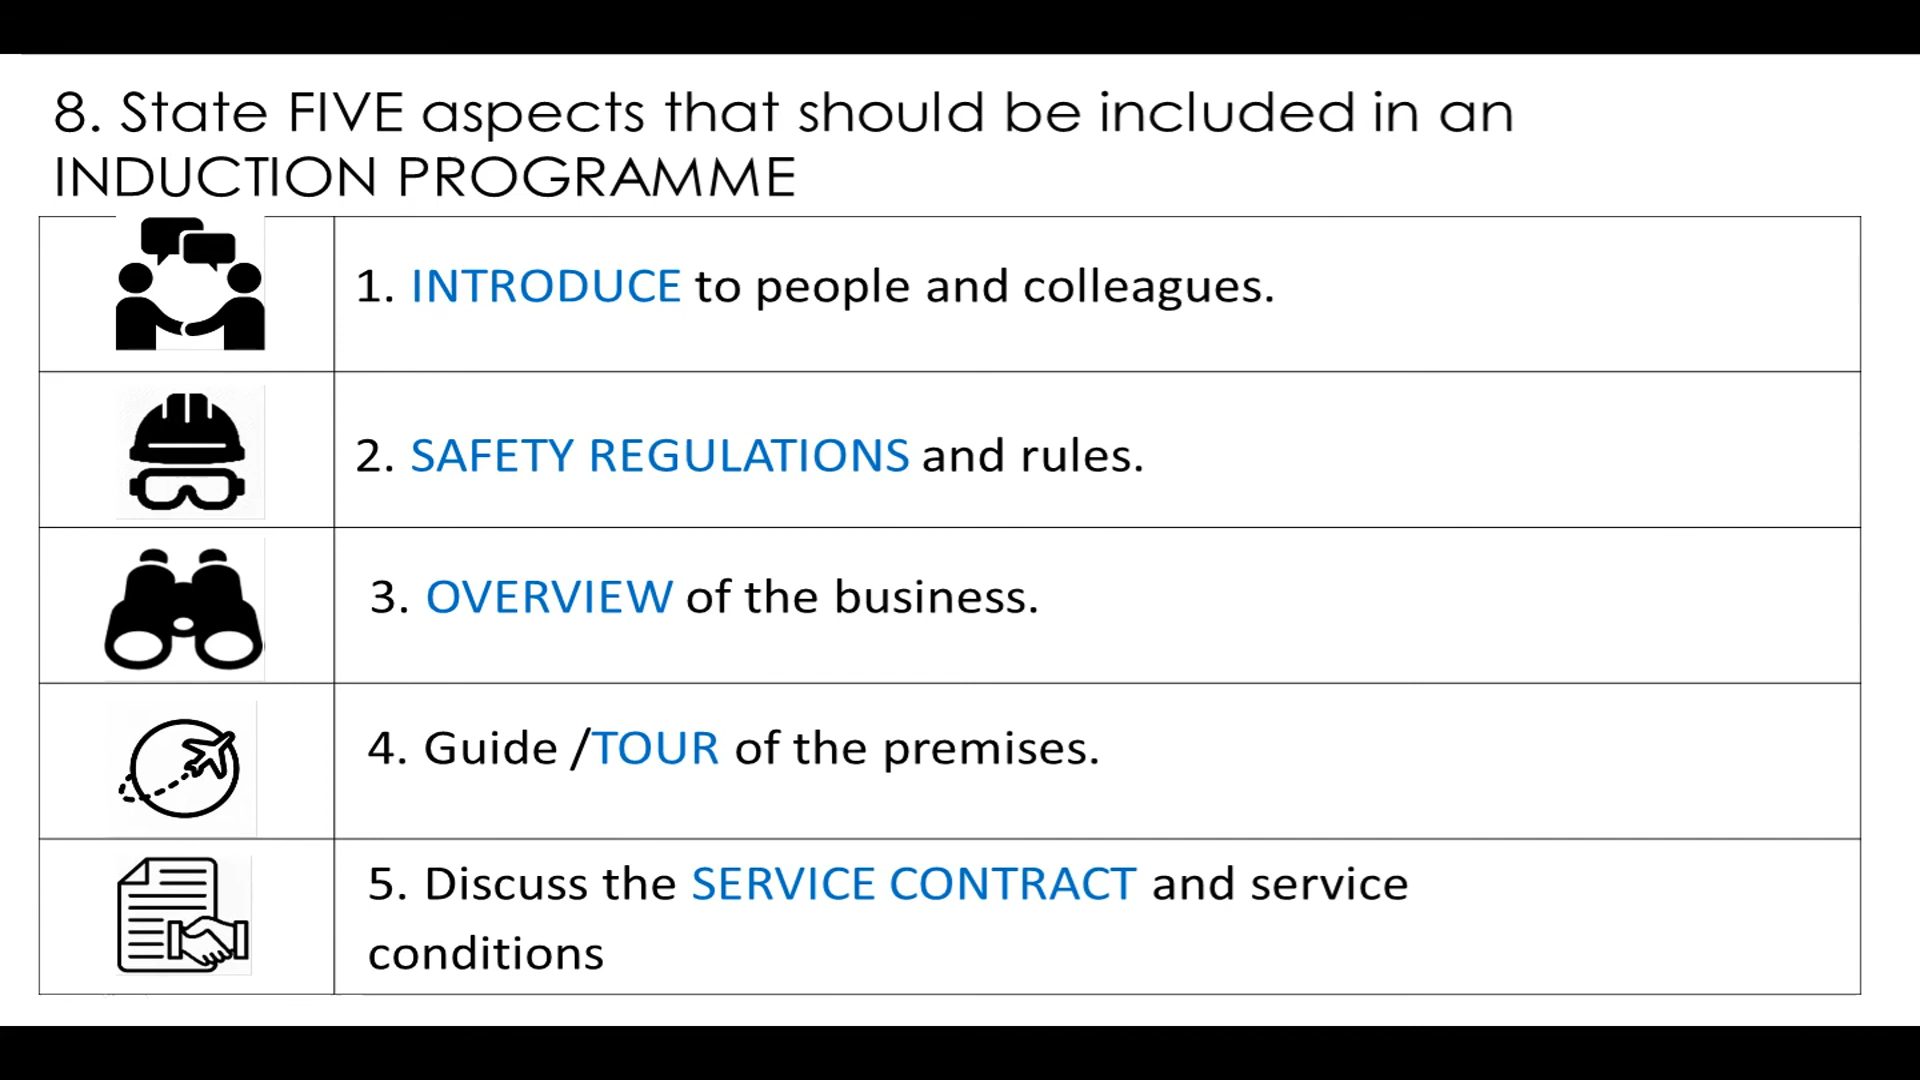 8. State FIVE aspects that should be included in an
INDUCTION PROGRAMME
1. INTRODUCE to people and colleagues.
2. SAFETY REGULATIONS and rules.
3. OVERVIEW of the business.
4. Guide /TOUR of the premises.
5. Discuss the SERVICE CONTRACT and service
conditions